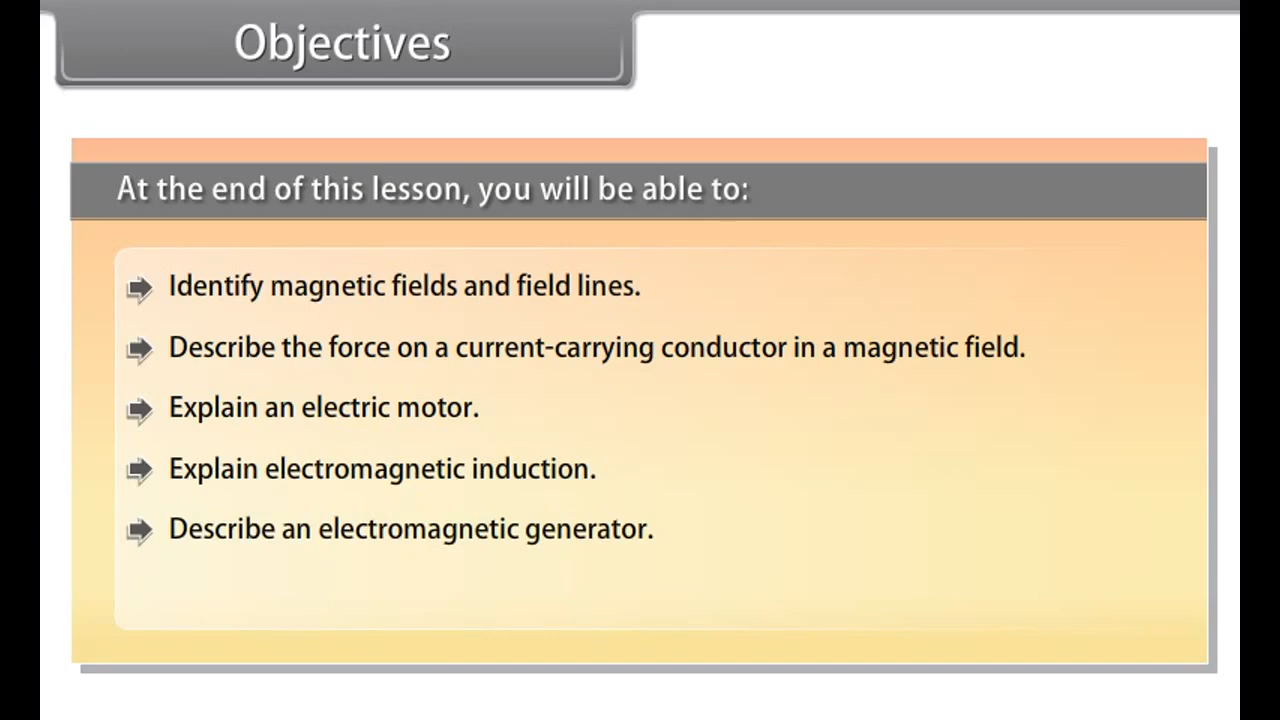 Objectives
At the end of this lesson, you will be able to:
Identify magnetic fields and field lines.
Describe the force on a current-carrying conductor in a magnetic field.
Explain an electric motor.
Explain electromagnetic induction.
Describe an electromagnetic generator.